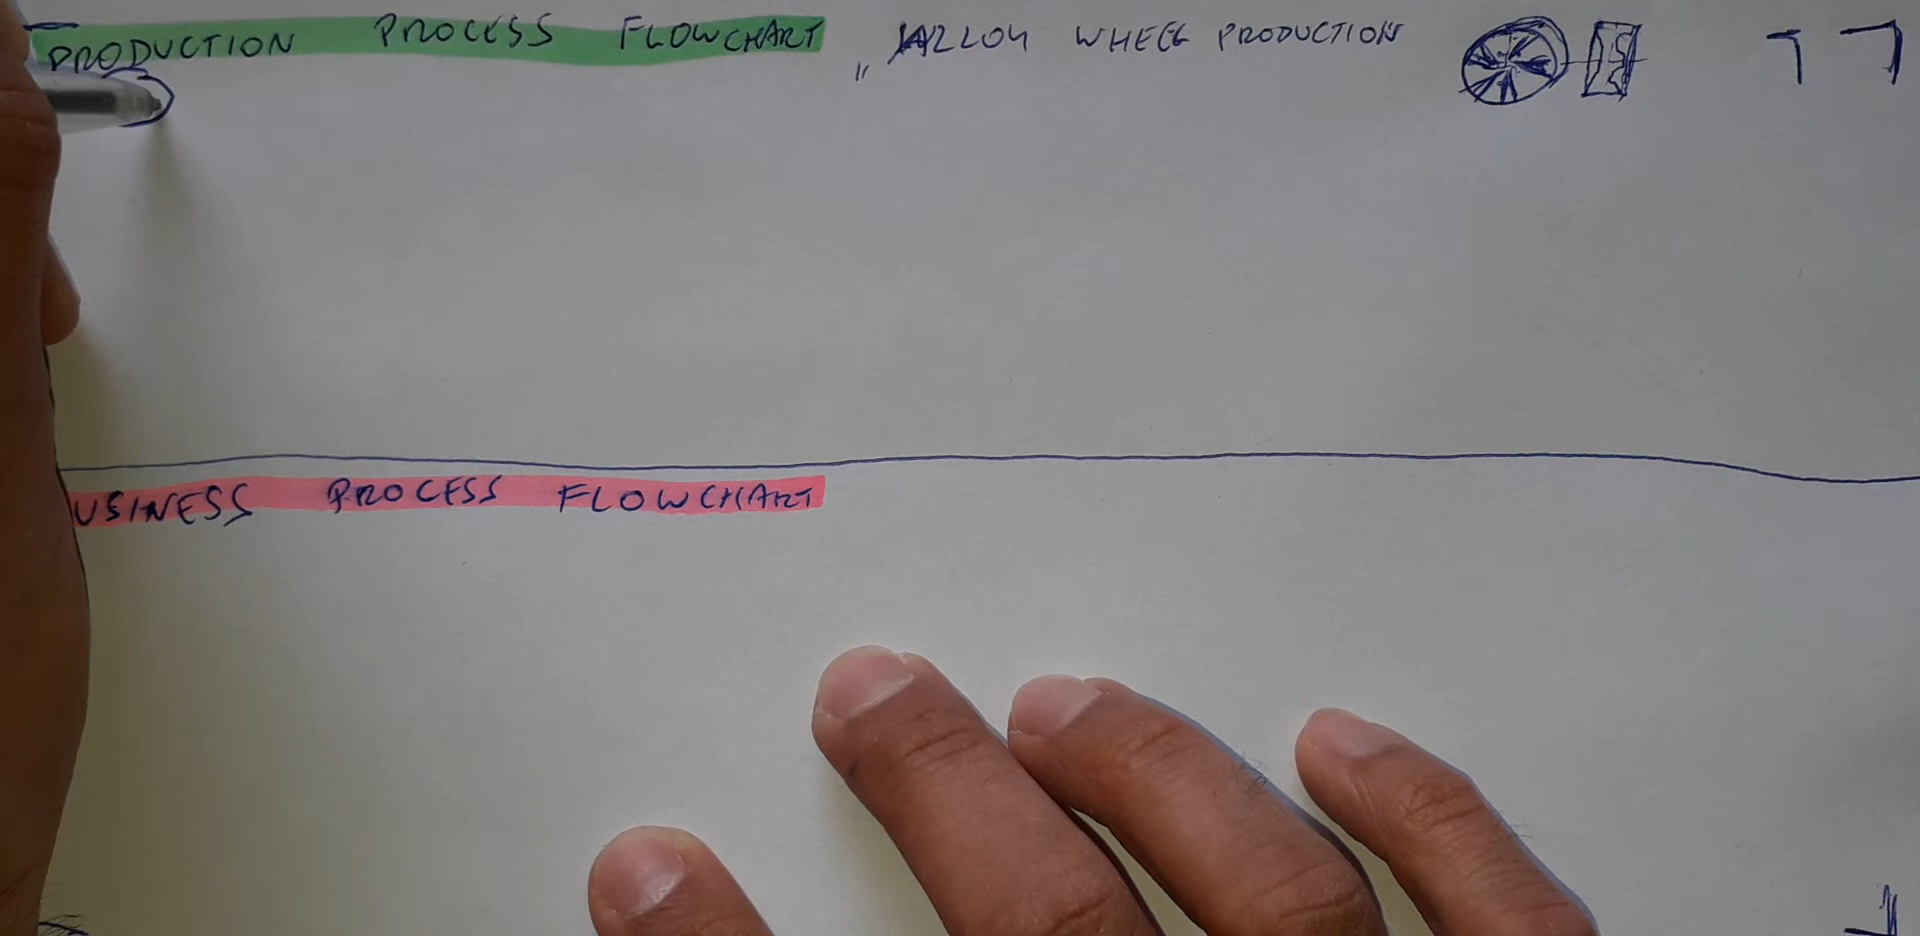 PRODUCTION PROCESS FLOWCHART „ ALLOY WHEEL PRODUCTION"
USINESS PROCESS FLOWCHART